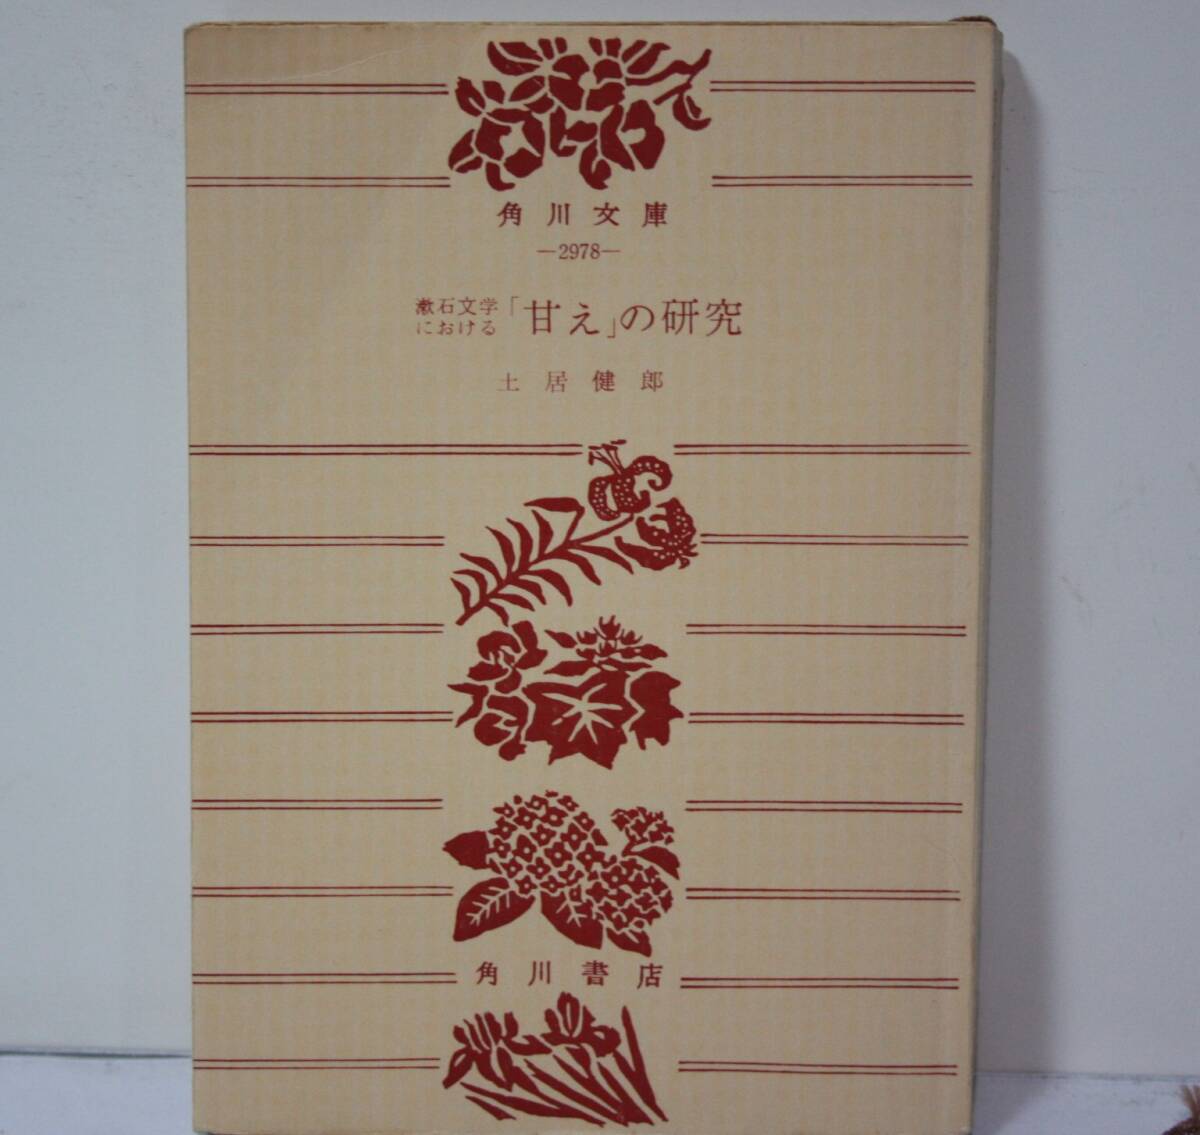 角川文庫
—2978—
漱石文学
における
「甘え」の研究
土居健郎
角川書店